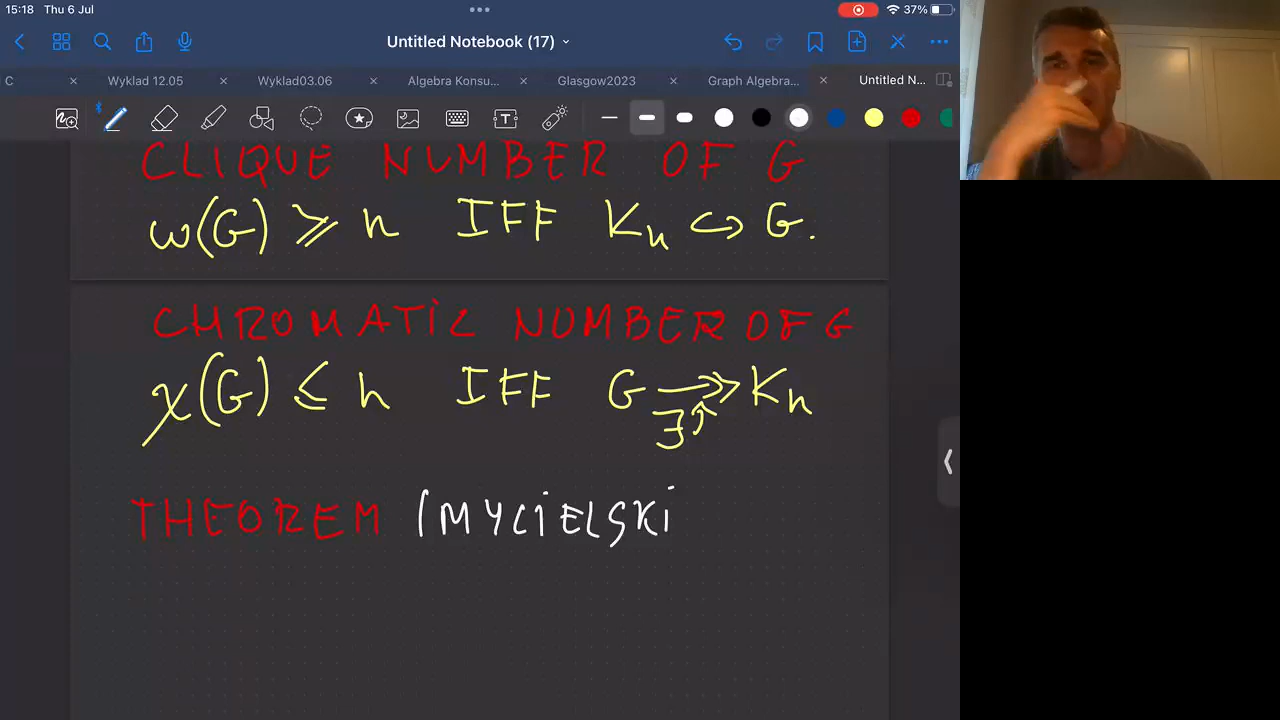 15:18 Thu 6 Jul 37%
Untitled Notebook (17)
C Wyklad 12.05 Wyklad03.06 Algebra Konsu... Glasgow2023 Graph Algebra... Untitled N...
CLIQUE NUMBER OF G
ω(G) ⩾ n IFF Kn ↪ G.
CHROMATIC NUMBER OF G
χ(G) ≤ n IFF G ↠ Kn
∃
THEOREM (MYCIELSKI